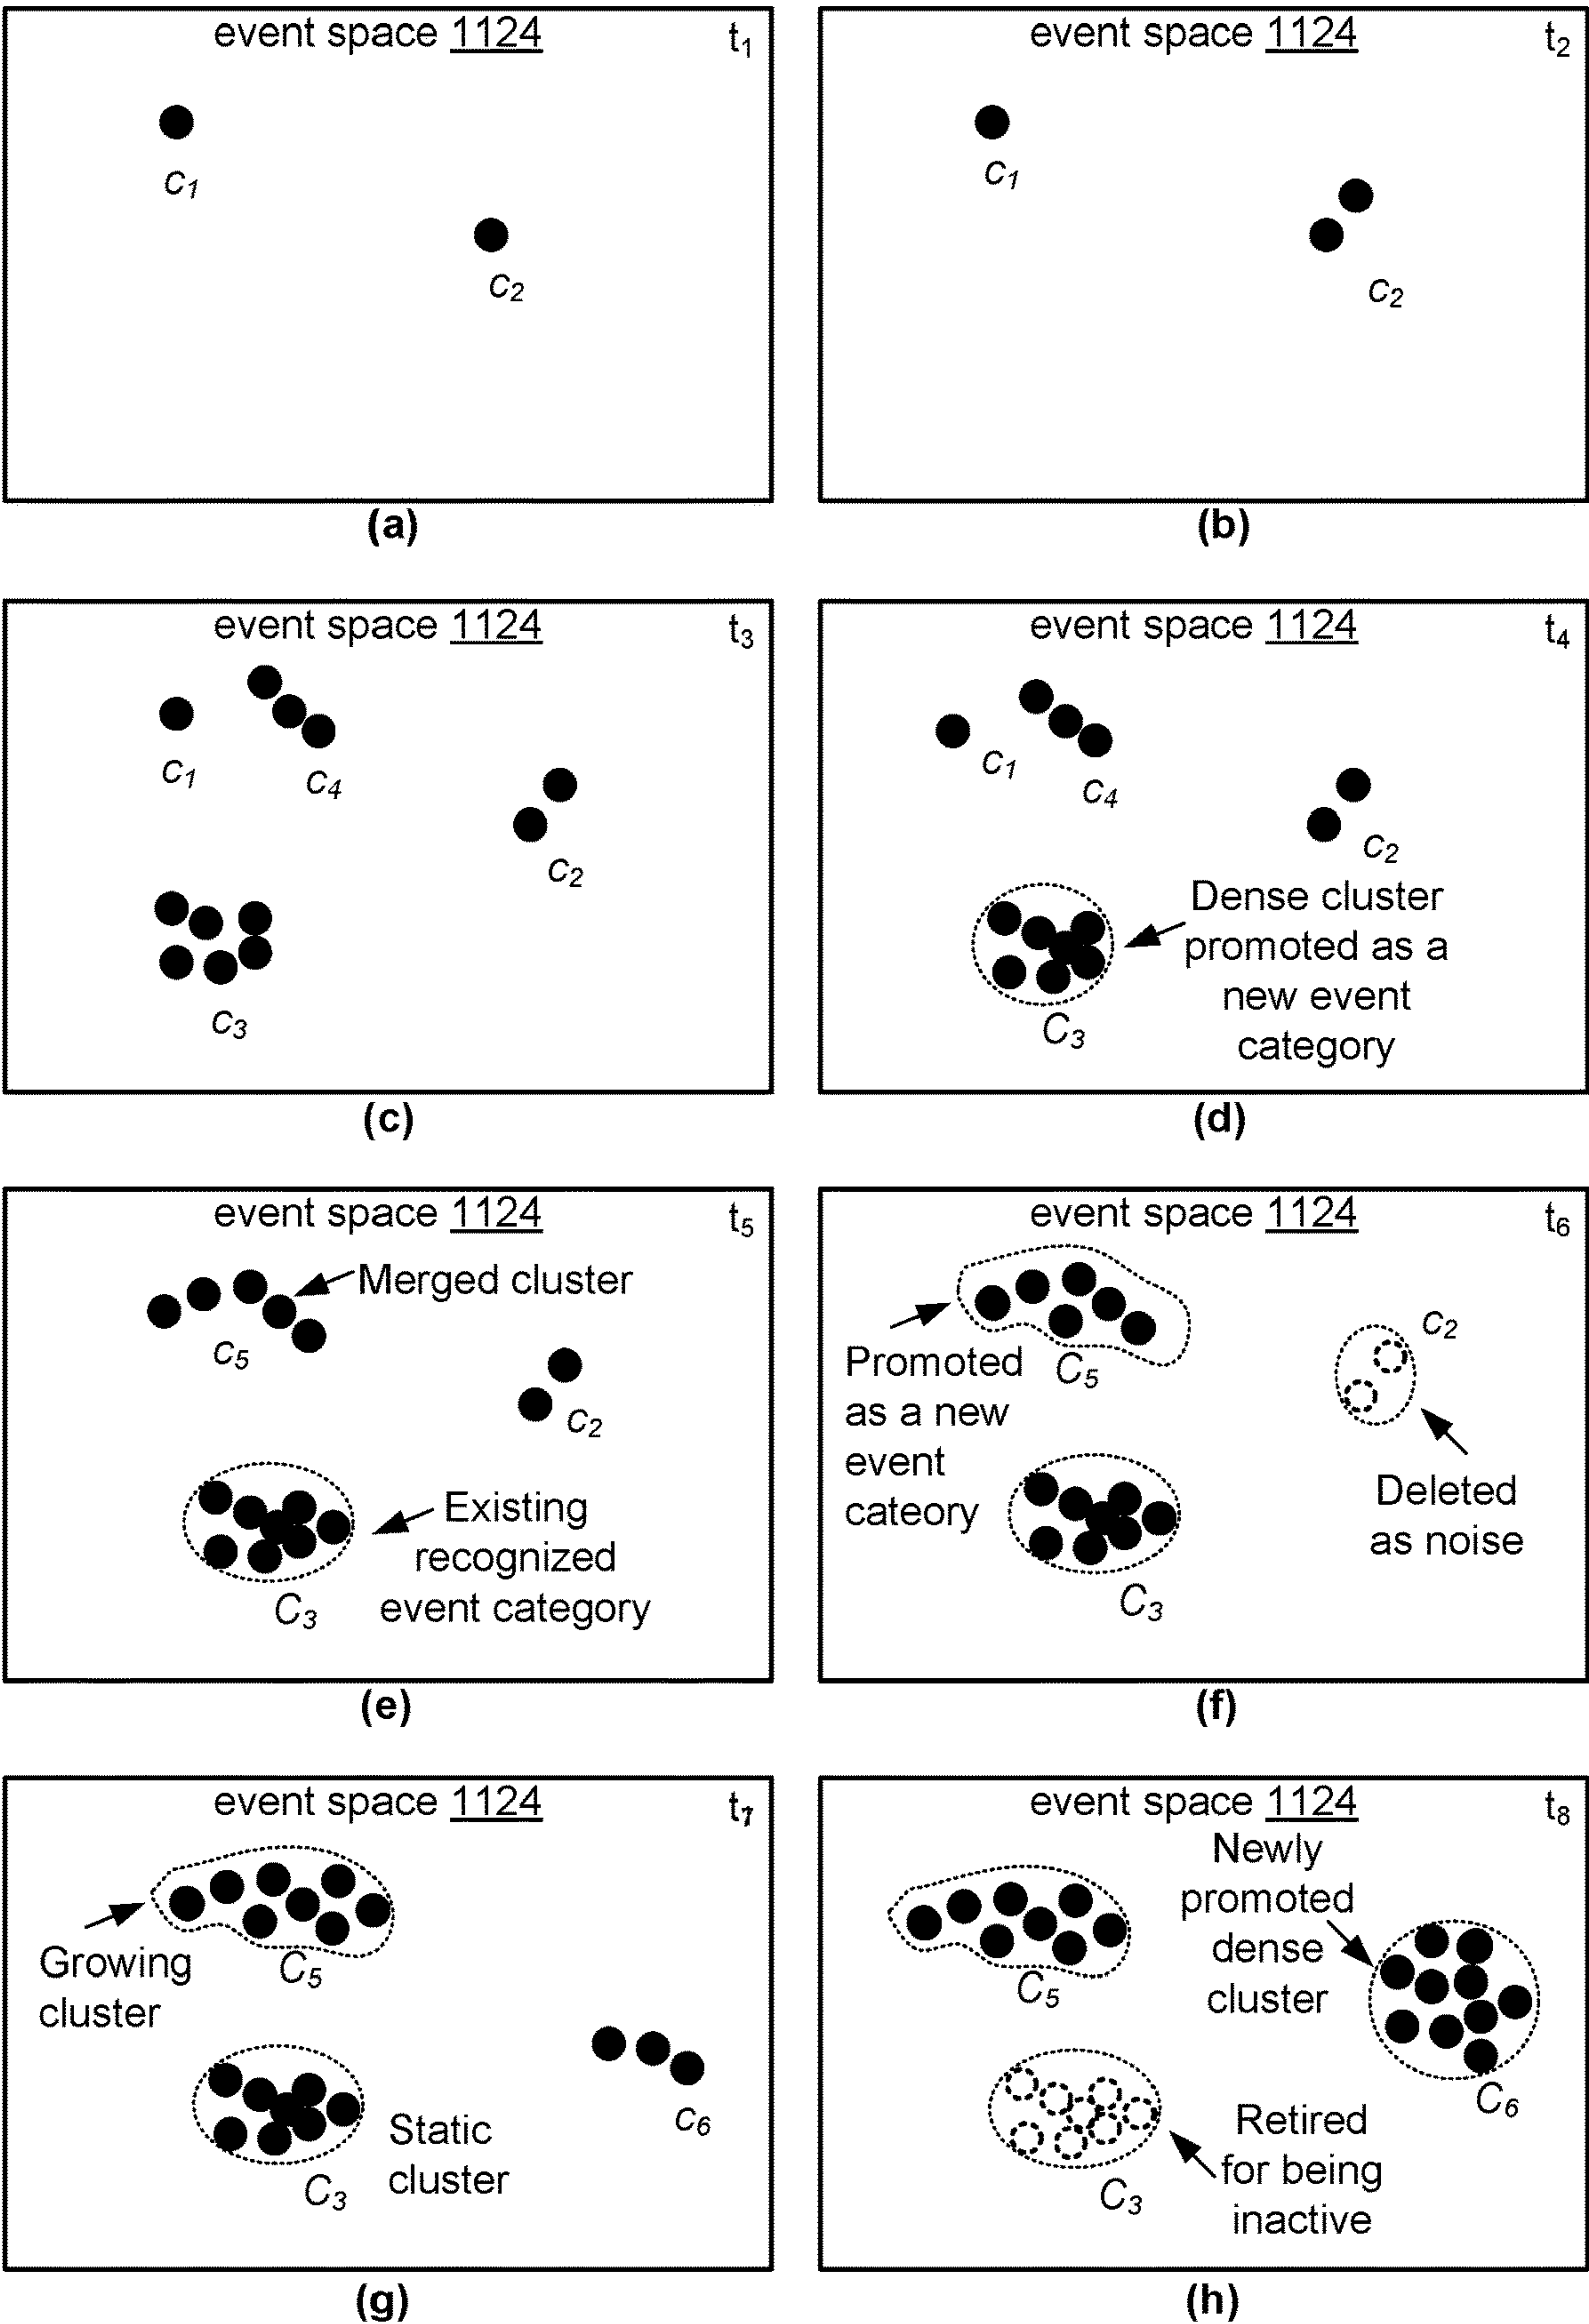 event space 1124 t1
c1
c2
(a)
event space 1124 t2
c1
c2
(b)
event space 1124 t3
c1
c4
c2
c3
(c)
event space 1124 t4
c1
c4
c2
Dense cluster
promoted as a
new event
category
C3
(d)
event space 1124 t5
Merged cluster
c5
c2
Existing
recognized
event category
C3
(e)
event space 1124 t6
c2
Promoted
as a new
event
cateory
C5
Deleted
as noise
C3
(f)
event space 1124 t7
Growing
cluster
C5
c6
Static
cluster
C3
(g)
event space 1124 t8
Newly
promoted
dense
cluster
C5
C6
Retired
for being
inactive
C3
(h)